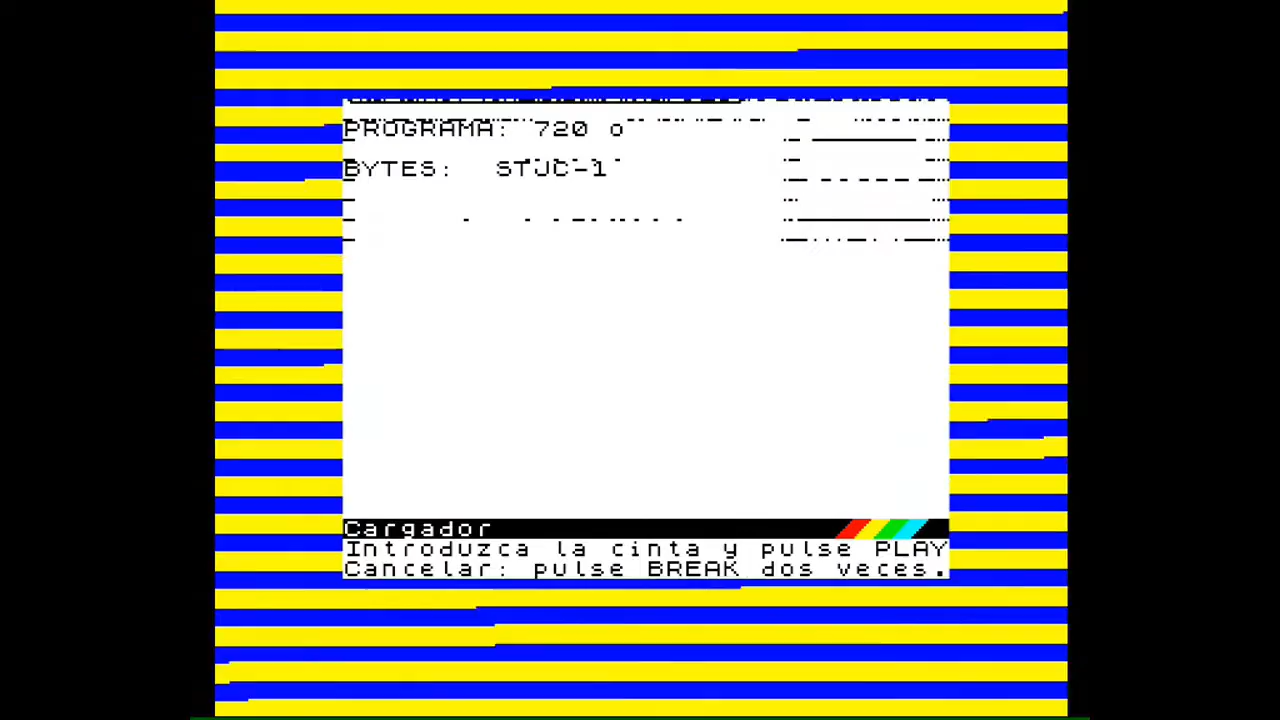 PROGRAMA: 720 o
BYTES: STUC-1
Cargador
Introduzca la cinta y pulse PLAY
Cancelar: pulse BREAK dos veces.